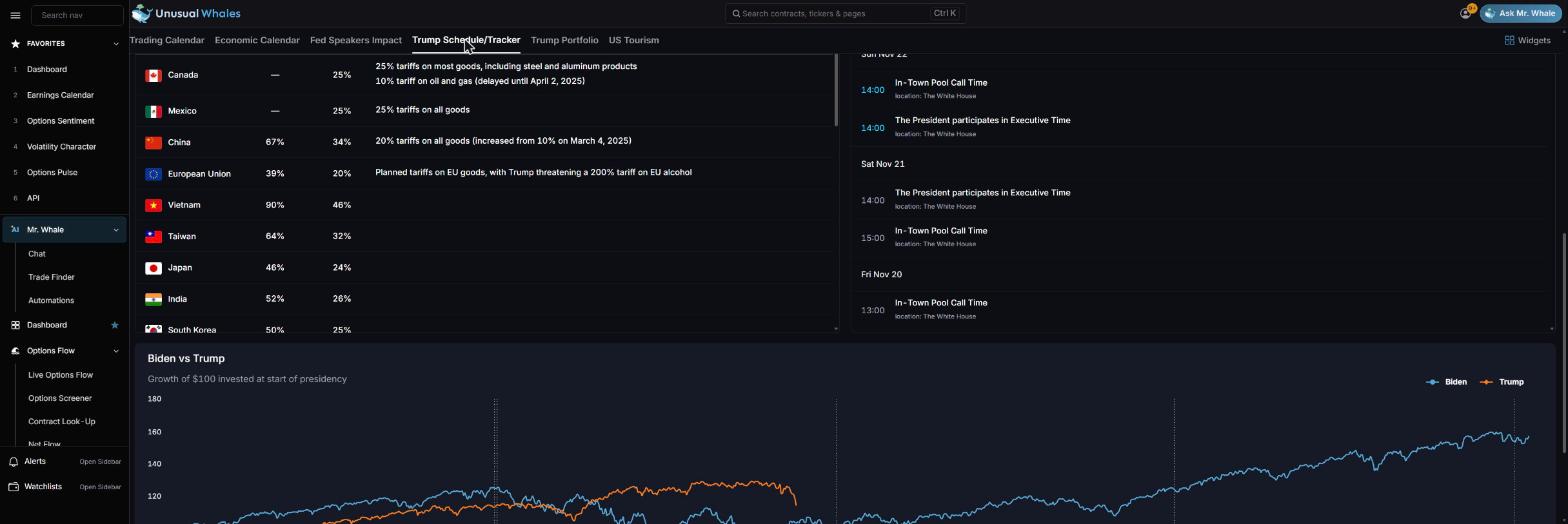 Search nav
Unusual Whales
Search contracts, tickers & pages
Ctrl K
9+
Ask Mr. Whale
FAVORITES
1 Dashboard
2 Earnings Calendar
3 Options Sentiment
4 Volatility Character
5 Options Pulse
6 API
AI Mr. Whale
Chat
Trade Finder
Automations
Dashboard
Options Flow
Live Options Flow
Options Screener
Contract Look-Up
Net Flow
Alerts Open Sidebar
Watchlists Open Sidebar
Trading Calendar Economic Calendar Fed Speakers Impact Trump Schedule/Tracker Trump Portfolio US Tourism
Widgets
Canada — 25% 25% tariffs on most goods, including steel and aluminum products
10% tariff on oil and gas (delayed until April 2, 2025)
Mexico — 25% 25% tariffs on all goods
China 67% 34% 20% tariffs on all goods (increased from 10% on March 4, 2025)
European Union 39% 20% Planned tariffs on EU goods, with Trump threatening a 200% tariff on EU alcohol
Vietnam 90% 46%
Taiwan 64% 32%
Japan 46% 24%
India 52% 26%
South Korea 50% 25%
Sun Nov 22
14:00 In-Town Pool Call Time
location: The White House
14:00 The President participates in Executive Time
location: The White House
Sat Nov 21
14:00 The President participates in Executive Time
location: The White House
15:00 In-Town Pool Call Time
location: The White House
Fri Nov 20
13:00 In-Town Pool Call Time
location: The White House
Biden vs Trump
Growth of $100 invested at start of presidency
Biden Trump
180
160
140
120